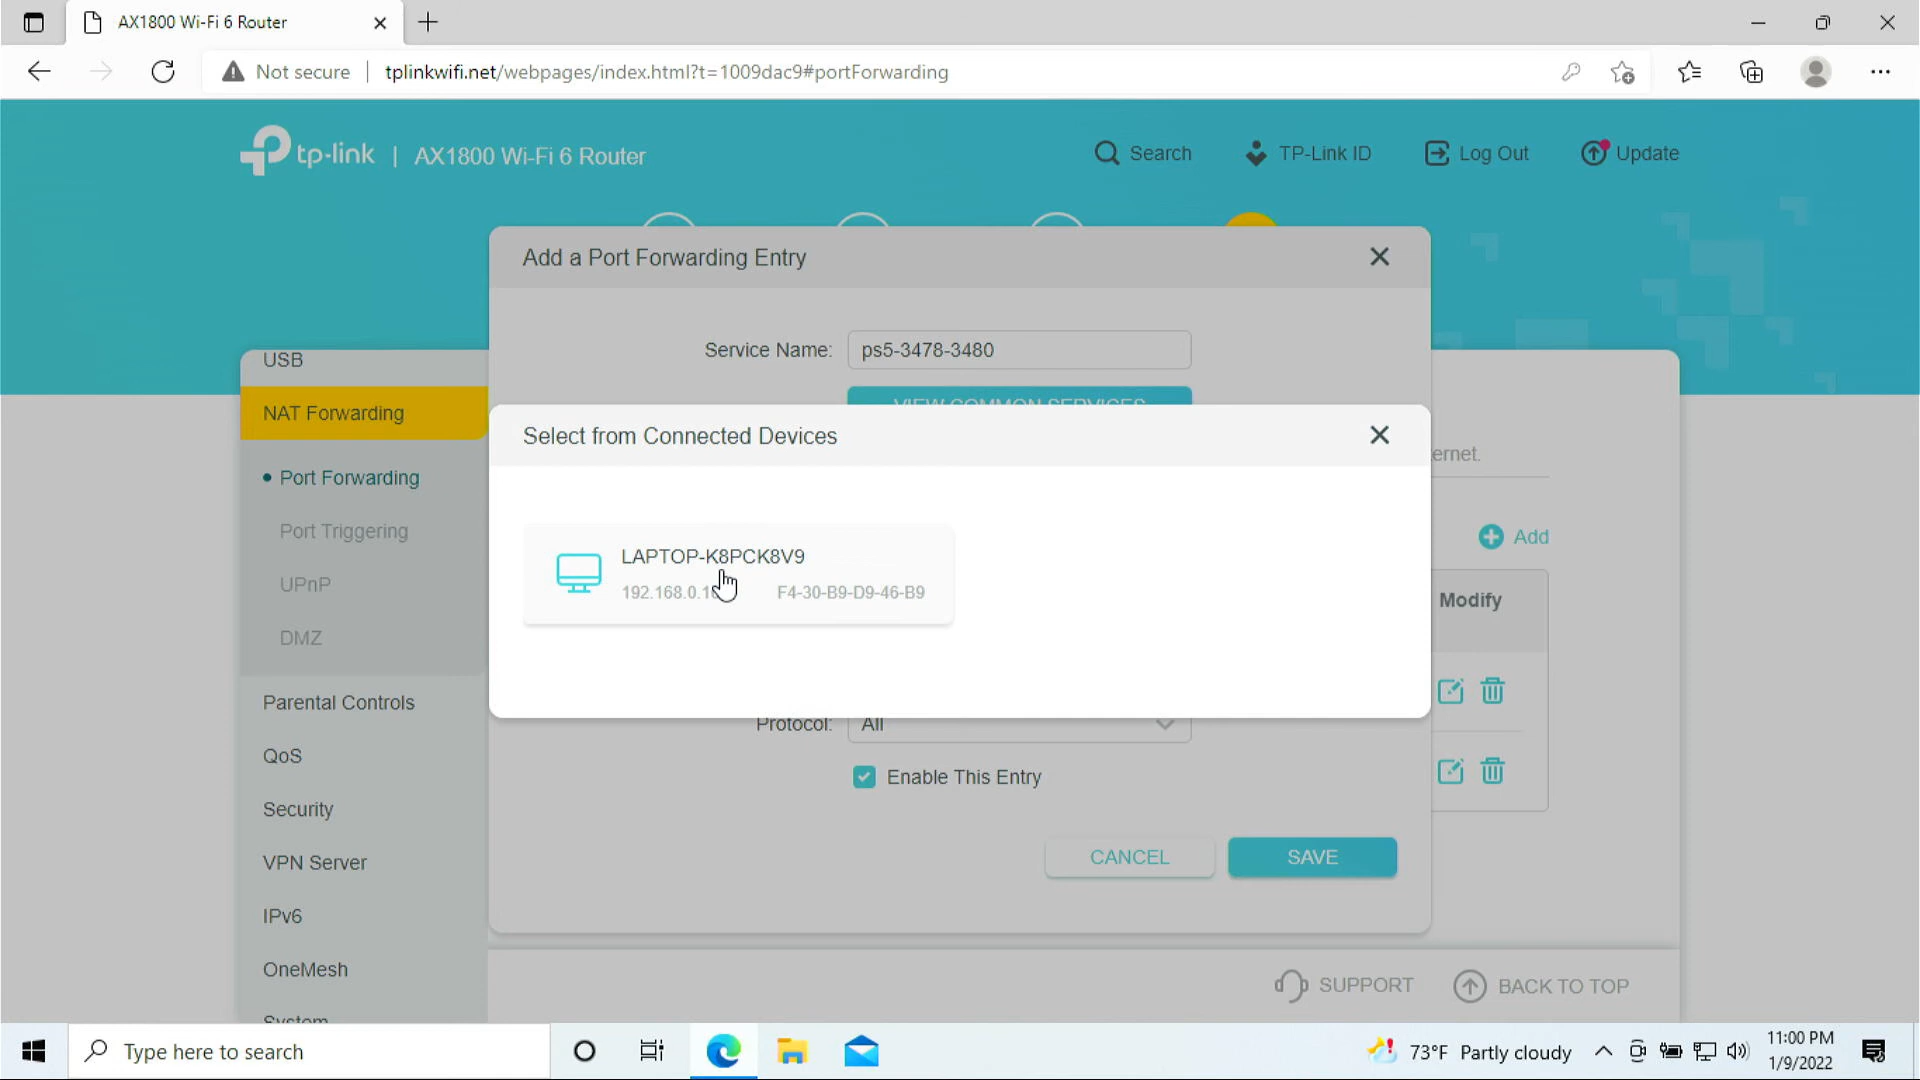 AX1800 Wi-Fi 6 Router
Not secure
tplinkwifi.net/webpages/index.html?t=1009dac9#portForwarding
tp-link | AX1800 Wi-Fi 6 Router
Search
TP-Link ID
Log Out
Update
Add a Port Forwarding Entry
Service Name:
ps5-3478-3480
VIEW COMMON SERVICES
USB
NAT Forwarding
Port Forwarding
Port Triggering
UPnP
DMZ
Parental Controls
QoS
Security
VPN Server
IPv6
OneMesh
System
Select from Connected Devices
LAPTOP-K8PCK8V9
F4-30-B9-D9-46-B9
ernet.
Add
Modify
Protocol:
All
Enable This Entry
CANCEL
SAVE
SUPPORT
BACK TO TOP
Type here to search
73°F Partly cloudy
11:00 PM
1/9/2022